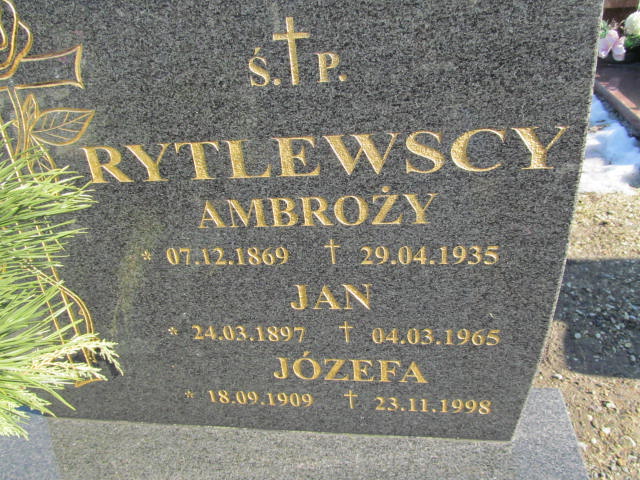 Ś. P.
RYTLEWSCY
AMBROŻY
* 07.12.1869 † 29.04.1935
JAN
* 24.03.1897 † 04.03.1965
JÓZEFA
* 18.09.1909 † 23.11.1998